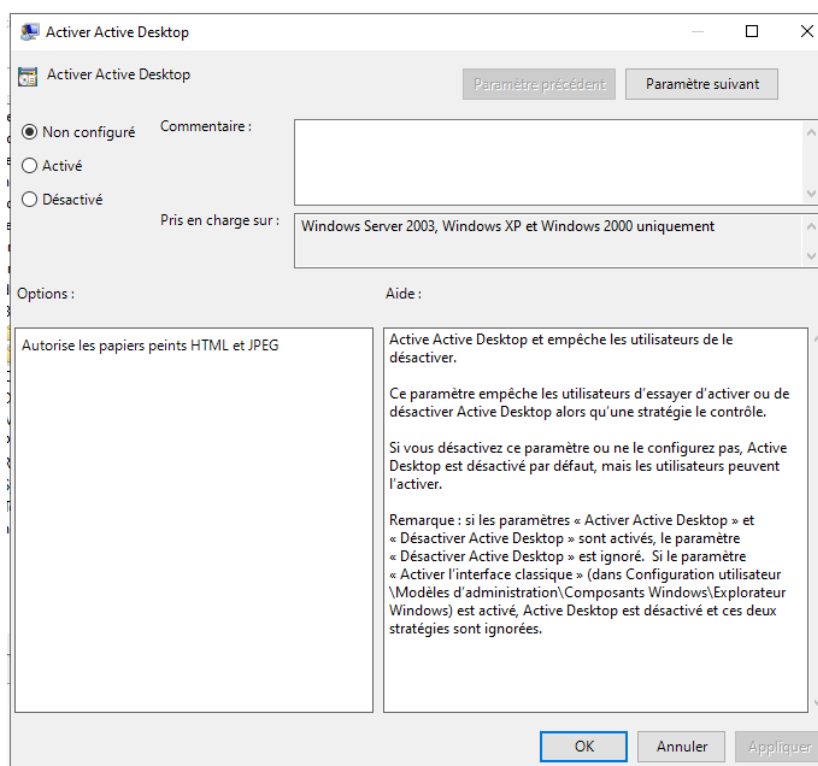 Activer Active Desktop
Activer Active Desktop
Paramètre précédent
Paramètre suivant
Non configuré
Commentaire :
Activé
Désactivé
Pris en charge sur :
Windows Server 2003, Windows XP et Windows 2000 uniquement
Options :
Aide :
Autorise les papiers peints HTML et JPEG
Active Active Desktop et empêche les utilisateurs de le
désactiver.
Ce paramètre empêche les utilisateurs d’essayer d’activer ou de
désactiver Active Desktop alors qu’une stratégie le contrôle.
Si vous désactivez ce paramètre ou ne le configurez pas, Active
Desktop est désactivé par défaut, mais les utilisateurs peuvent
l’activer.
Remarque : si les paramètres « Activer Active Desktop » et
« Désactiver Active Desktop » sont activés, le paramètre
« Désactiver Active Desktop » est ignoré.  Si le paramètre
« Activer l’interface classique » (dans Configuration utilisateur
\Modèles d’administration\Composants Windows\Explorateur
Windows) est activé, Active Desktop est désactivé et ces deux
stratégies sont ignorées.
OK
Annuler
Appliquer